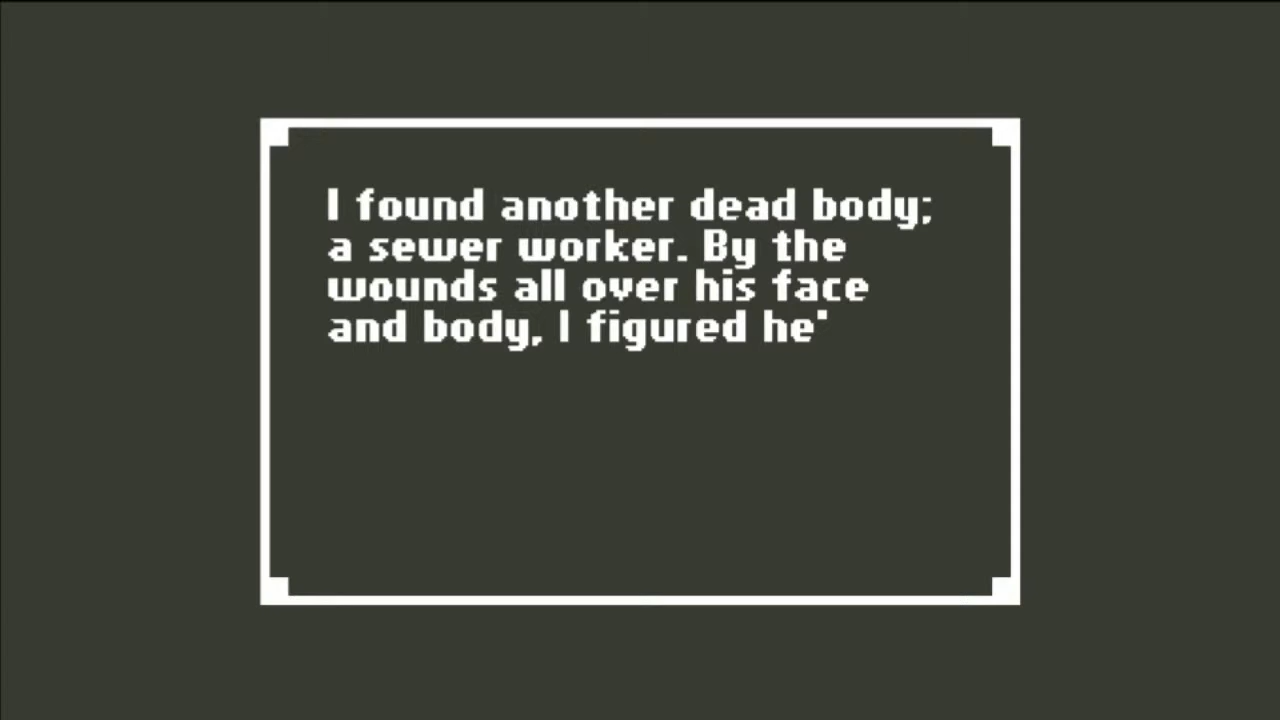 I found another dead body;
a sewer worker. By the
wounds all over his face
and body, I figured he'